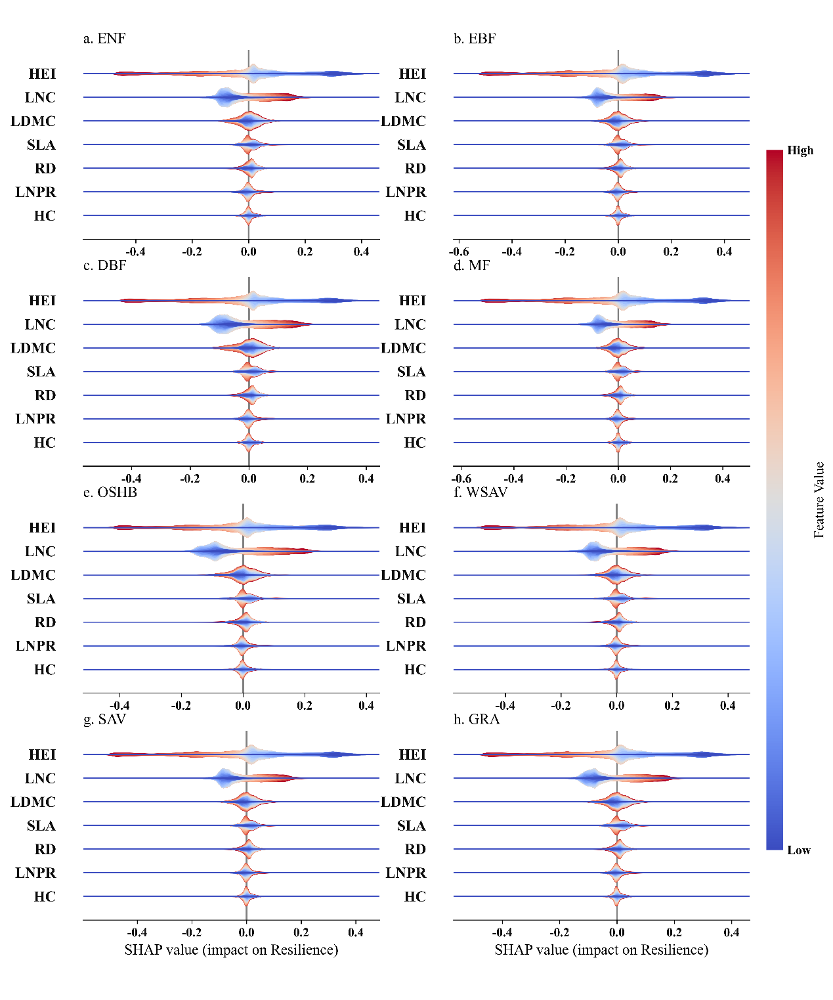 a. ENF
HEI
LNC
LDMC
SLA
RD
LNPR
HC
-0.4 -0.2 0.0 0.2 0.4
b. EBF
HEI
LNC
LDMC
SLA
RD
LNPR
HC
-0.6 -0.4 -0.2 0.0 0.2 0.4
c. DBF
HEI
LNC
LDMC
SLA
RD
LNPR
HC
-0.4 -0.2 0.0 0.2 0.4
d. MF
HEI
LNC
LDMC
SLA
RD
LNPR
HC
-0.6 -0.4 -0.2 0.0 0.2 0.4
e. OSHB
HEI
LNC
LDMC
SLA
RD
LNPR
HC
-0.4 -0.2 0.0 0.2 0.4
f. WSAV
HEI
LNC
LDMC
SLA
RD
LNPR
HC
-0.4 -0.2 0.0 0.2 0.4
g. SAV
HEI
LNC
LDMC
SLA
RD
LNPR
HC
-0.4 -0.2 0.0 0.2 0.4
SHAP value (impact on Resilience)
h. GRA
HEI
LNC
LDMC
SLA
RD
LNPR
HC
-0.4 -0.2 0.0 0.2 0.4
SHAP value (impact on Resilience)
High
Feature Value
Low